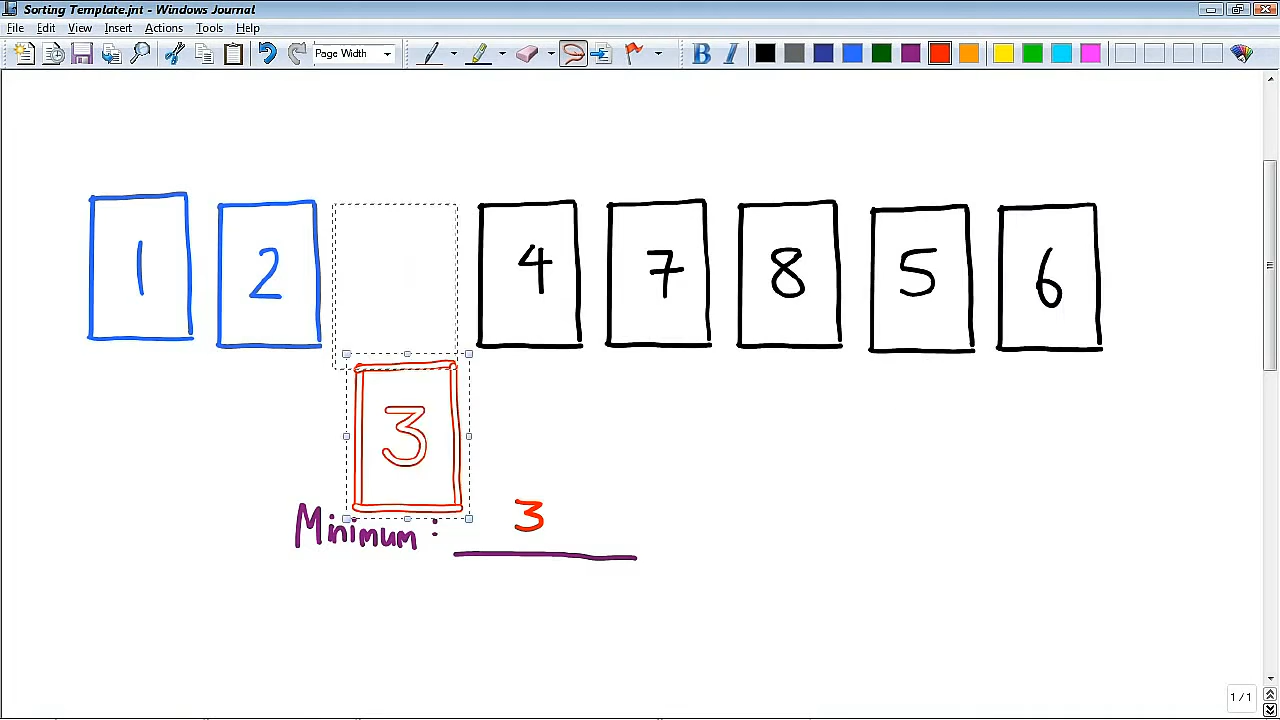 Sorting Template.jnt - Windows Journal
File Edit View Insert Actions Tools Help
Page Width B I
1 2 4 7 8 5 6
3
Minimum: 3
1 / 1